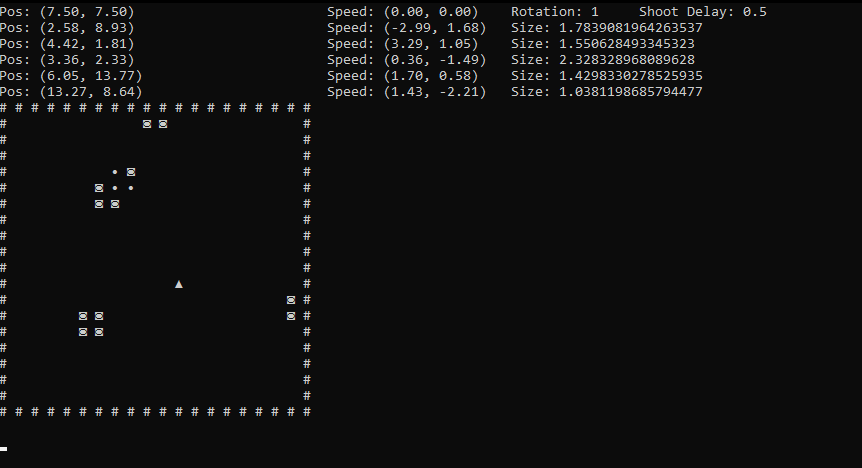 Pos: (7.50, 7.50)                        Speed: (0.00, 0.00)    Rotation: 1     Shoot Delay: 0.5
Pos: (2.58, 8.93)                        Speed: (-2.99, 1.68)   Size: 1.7839081964263537
Pos: (4.42, 1.81)                        Speed: (3.29, 1.05)    Size: 1.550628493345323
Pos: (3.36, 2.33)                        Speed: (0.36, -1.49)   Size: 2.328328968089628
Pos: (6.05, 13.77)                       Speed: (1.70, 0.58)    Size: 1.4298330278525935
Pos: (13.27, 8.64)                       Speed: (1.43, -2.21)   Size: 1.0381198685794477
# # # # # # # # # # # # # # # # # # # #
#                 ◙ ◙                 #
#                                     #
#                                     #
#             • ◙                     #
#           ◙ • •                     #
#           ◙ ◙                       #
#                                     #
#                                     #
#                                     #
#                                     #
#                     ▲               #
#                                   ◙ #
#         ◙ ◙                       ◙ #
#         ◙ ◙                         #
#                                     #
#                                     #
#                                     #
#                                     #
# # # # # # # # # # # # # # # # # # # #